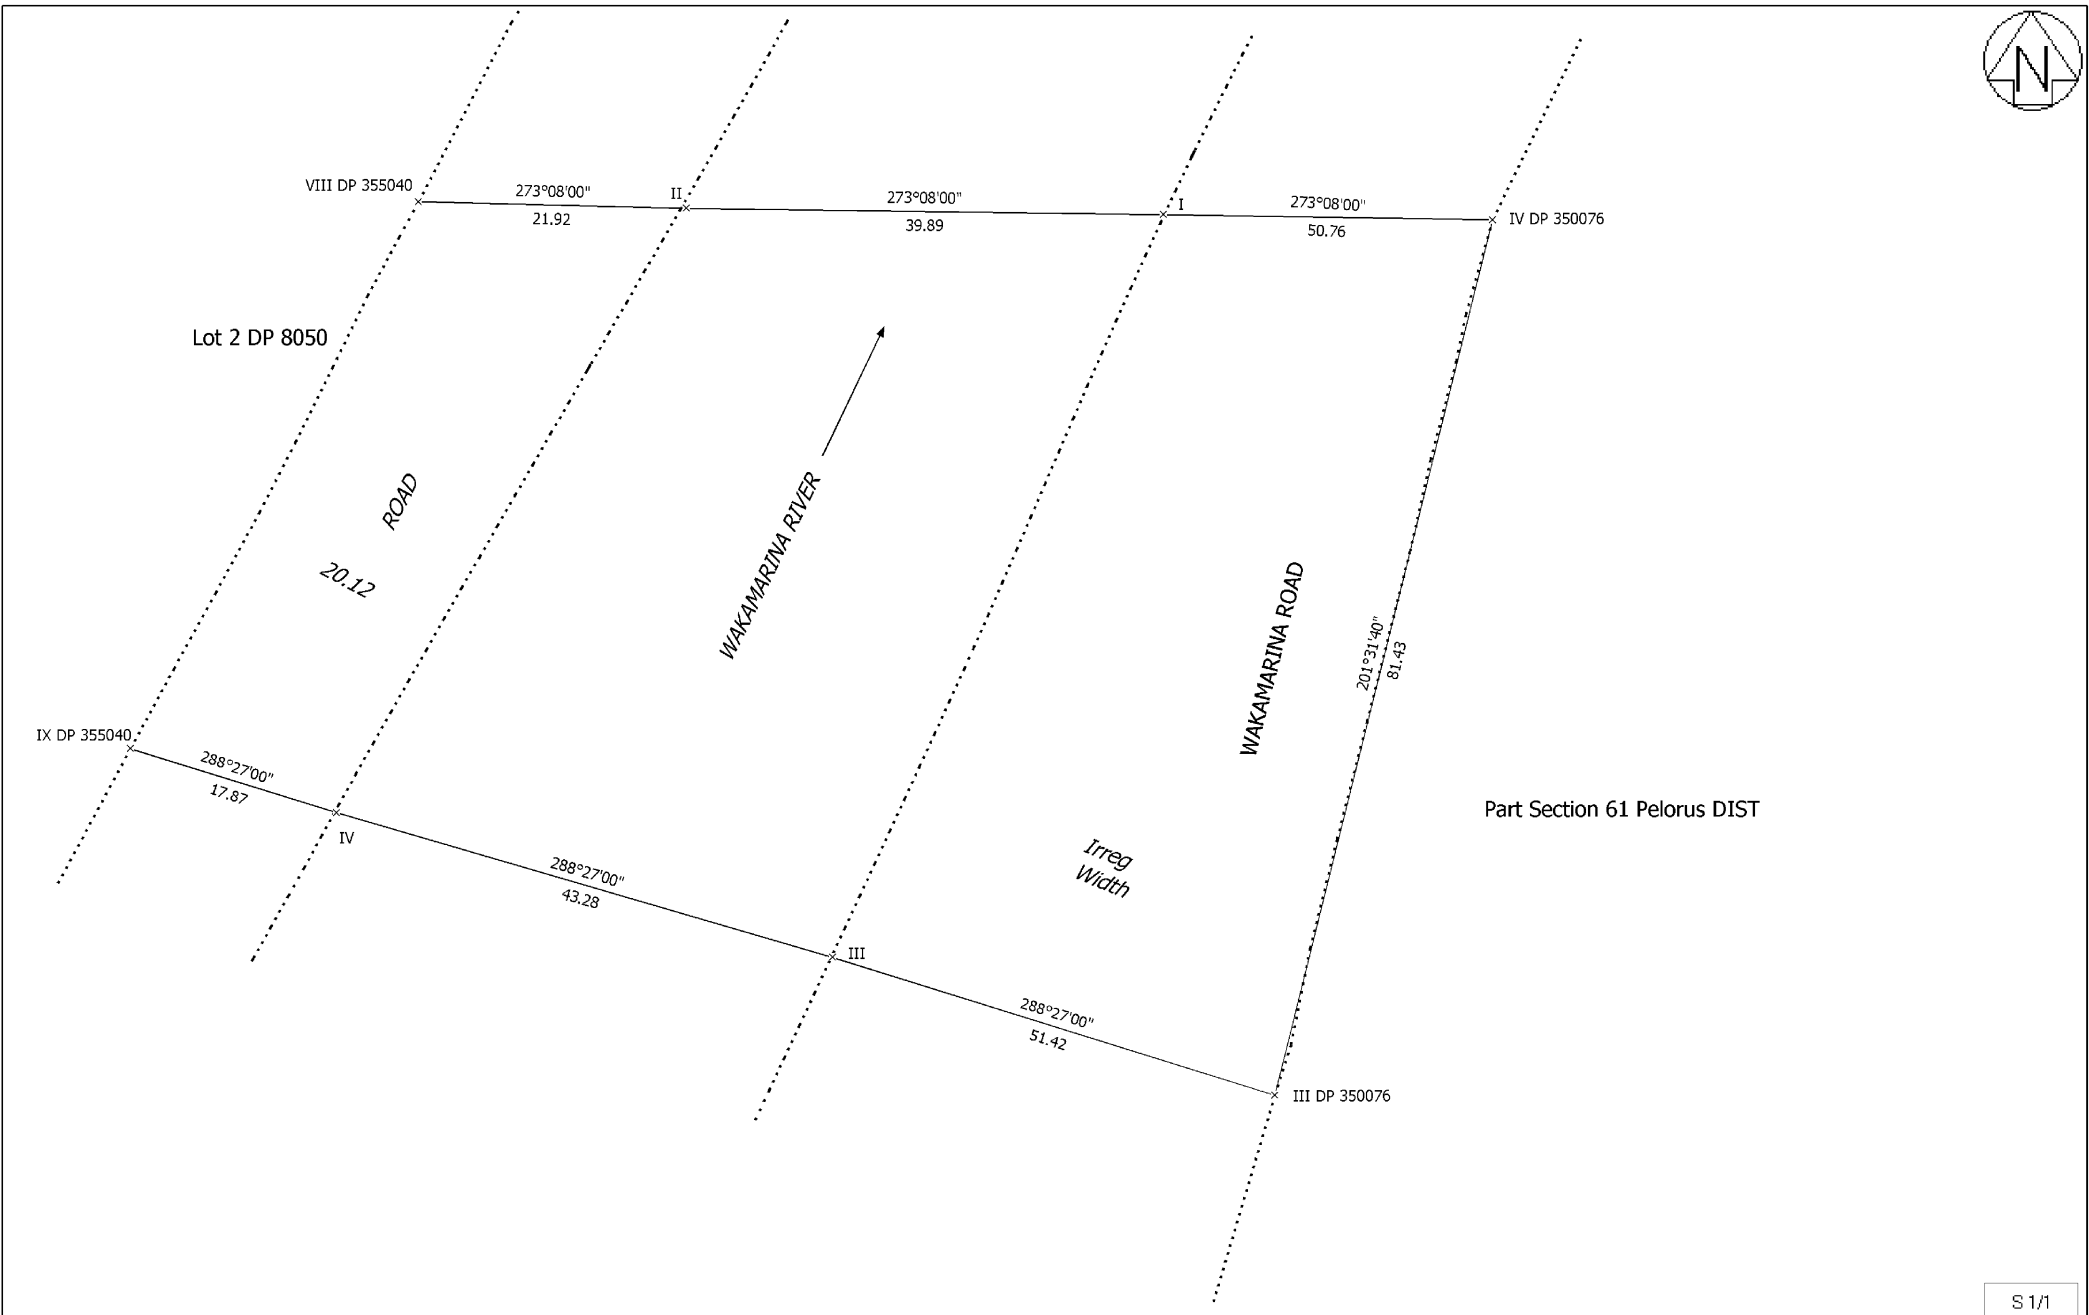 N
VIII DP 355040
273°08'00"
21.92
II
273°08'00"
39.89
I
273°08'00"
50.76
IV DP 350076
Lot 2 DP 8050
ROAD
20.12
WAKAMARINA RIVER
WAKAMARINA ROAD
201°31'40"
81.43
IX DP 355040
288°27'00"
17.87
IV
288°27'00"
43.28
III
Irreg
Width
Part Section 61 Pelorus DIST
288°27'00"
51.42
III DP 350076
S 1/1